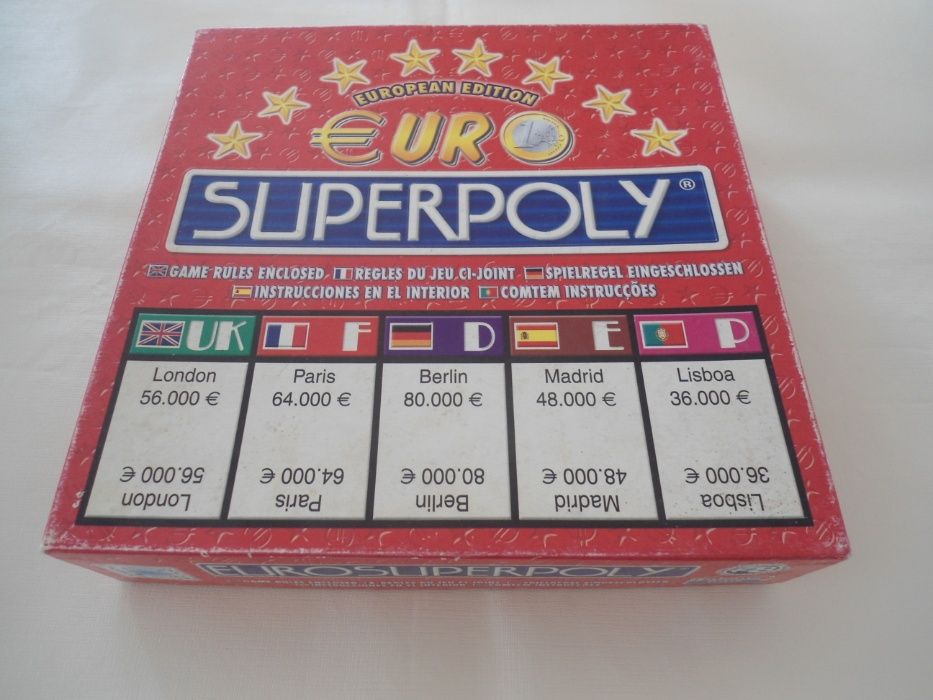 EUROPEAN EDITION
€URO
SUPERPOLY®
GAME RULES ENCLOSED REGLES DU JEU CI-JOINT SPIELREGEL EINGESCHLOSSEN
INSTRUCCIONES EN EL INTERIOR COMTEM INSTRUCÇÕES
UK F D E P
London Paris Berlin Madrid Lisboa
56.000 € 64.000 € 80.000 € 48.000 € 36.000 €
56.000 € 64.000 € 80.000 € 48.000 € 36.000 €
London Paris Berlin Madrid Lisboa
EUROSUPERPOLY